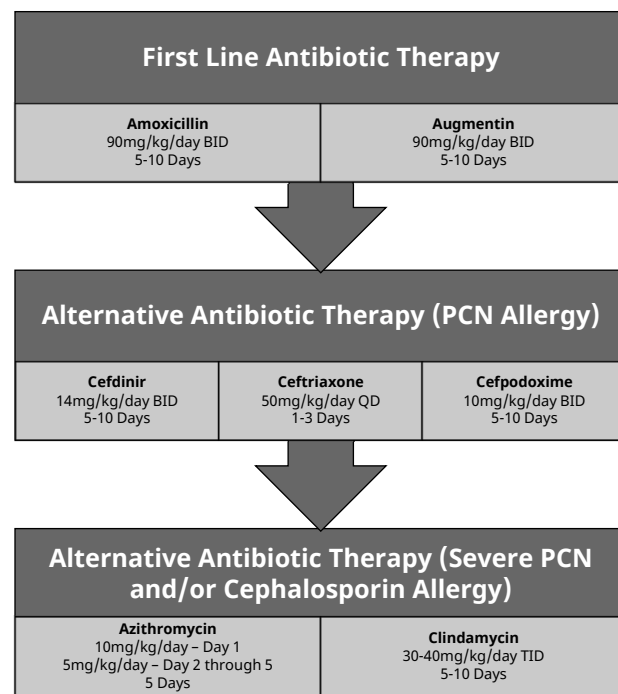 First Line Antibiotic Therapy
Amoxicillin
90mg/kg/day BID
5-10 Days
Augmentin
90mg/kg/day BID
5-10 Days
Alternative Antibiotic Therapy (PCN Allergy)
Cefdinir
14mg/kg/day BID
5-10 Days
Ceftriaxone
50mg/kg/day QD
1-3 Days
Cefpodoxime
10mg/kg/day BID
5-10 Days
Alternative Antibiotic Therapy (Severe PCN
and/or Cephalosporin Allergy)
Azithromycin
10mg/kg/day – Day 1
5mg/kg/day – Day 2 through 5
5 Days
Clindamycin
30-40mg/kg/day TID
5-10 Days